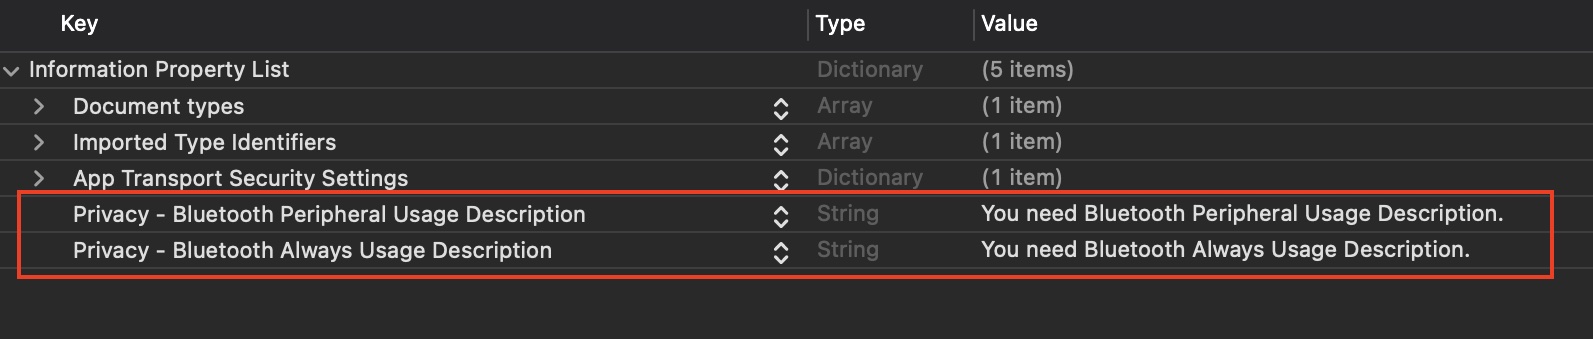 Key Type Value
Information Property List Dictionary (5 items)
Document types Array (1 item)
Imported Type Identifiers Array (1 item)
App Transport Security Settings Dictionary (1 item)
Privacy - Bluetooth Peripheral Usage Description String You need Bluetooth Peripheral Usage Description.
Privacy - Bluetooth Always Usage Description String You need Bluetooth Always Usage Description.